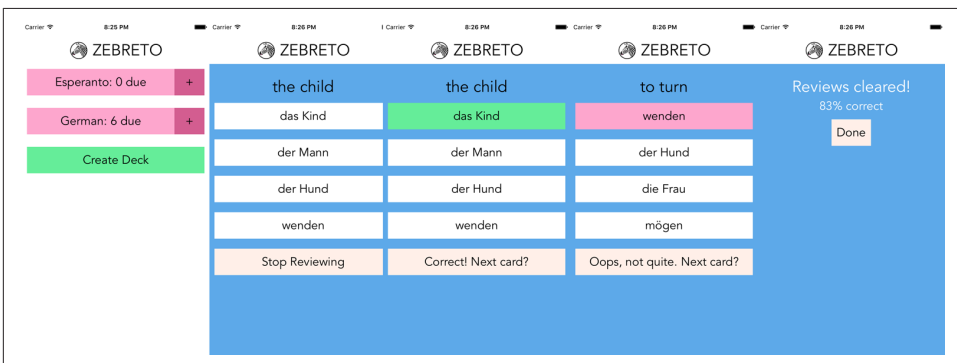 Carrier 8:25 PM
ZEBRETO
Esperanto: 0 due +
German: 6 due +
Create Deck
Carrier 8:26 PM
ZEBRETO
the child
das Kind
der Mann
der Hund
wenden
Stop Reviewing
Carrier 8:26 PM
ZEBRETO
the child
das Kind
der Mann
der Hund
wenden
Correct! Next card?
Carrier 8:26 PM
ZEBRETO
to turn
wenden
der Hund
die Frau
mögen
Oops, not quite. Next card?
Carrier 8:26 PM
ZEBRETO
Reviews cleared!
83% correct
Done